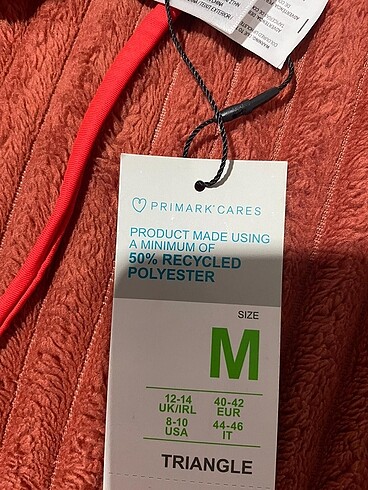 PRIMARK CARES
PRODUCT MADE USING
A MINIMUM OF
50% RECYCLED
POLYESTER
SIZE
M
12-14
UK/IRL
40-42
EUR
8-10
USA
44-46
IT
TRIANGLE